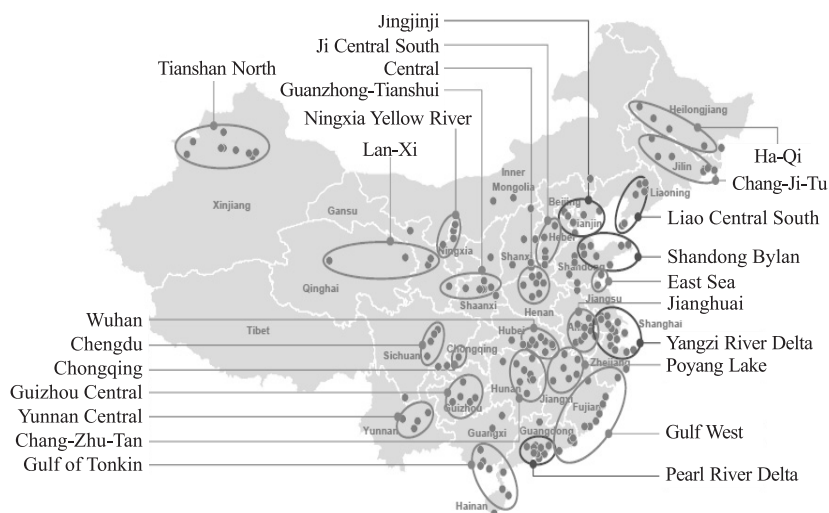 Jingjinji
Ji Central South
Central
Tianshan North
Guanzhong-Tianshui
Ningxia Yellow River
Lan-Xi
Heilongjiang
Ha-Qi
Jilin
Chang-Ji-Tu
Inner
Mongolia
Xinjiang
Gansu
Beijing
Tianjin
Liaoning
Liao Central South
Hebei
Ningxia
Shanxi
Shandong
Shandong Bylan
Qinghai
East Sea
Shaanxi
Henan
Jiangsu
Jianghuai
Tibet
Wuhan
Hubei
Shanghai
Chengdu
Sichuan
Chongqing
Yangzi River Delta
Chongqing
Zhejiang
Poyang Lake
Guizhou Central
Guizhou
Hunan
Jiangxi
Fujian
Yunnan Central
Yunnan
Guangxi
Guangdong
Gulf West
Chang-Zhu-Tan
Gulf of Tonkin
Pearl River Delta
Hainan